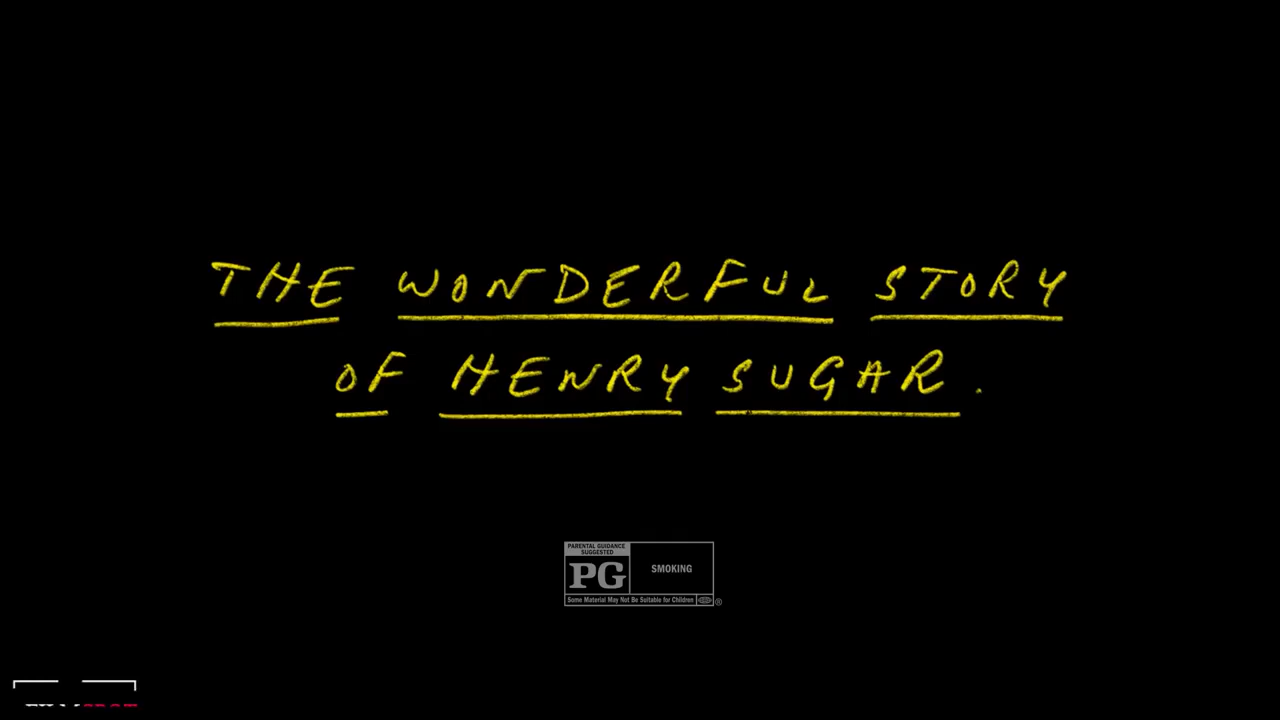 THE WONDERFUL STORY
OF HENRY SUGAR.
PARENTAL GUIDANCE
SUGGESTED
PG
SMOKING
Some Material May Not Be Suitable for Children
®